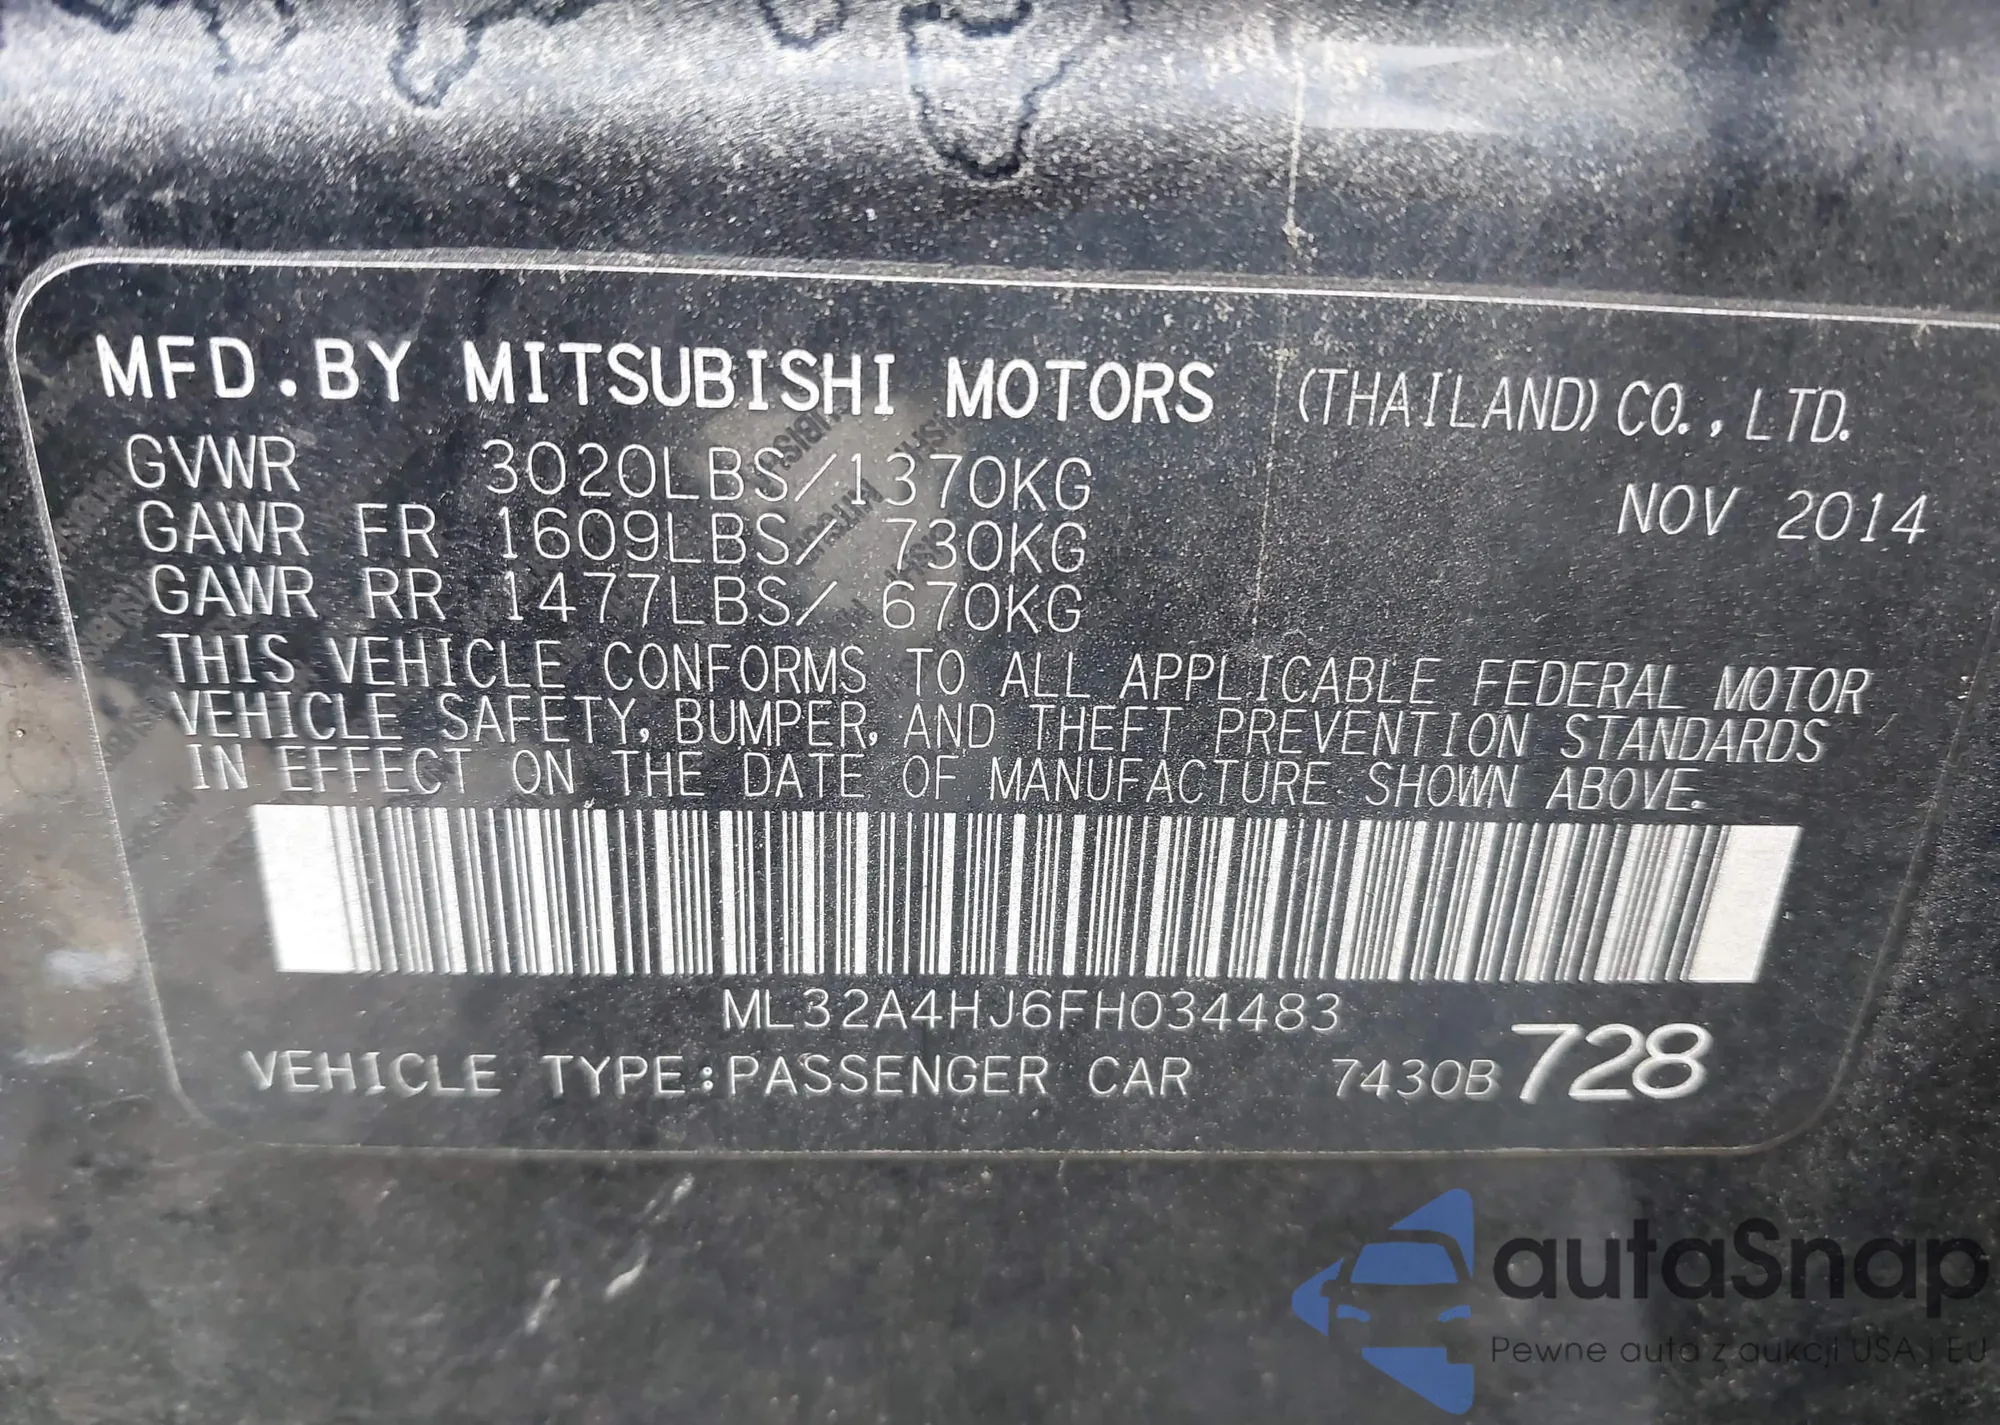 MFD.BY MITSUBISHI MOTORS (THAILAND) CO., LTD.
GVWR 3020LBS/1370KG NOV 2014
GAWR FR 1609LBS/ 730KG
GAWR RR 1477LBS/ 670KG
THIS VEHICLE CONFORMS TO ALL APPLICABLE FEDERAL MOTOR
VEHICLE SAFETY, BUMPER, AND THEFT PREVENTION STANDARDS
IN EFFECT ON THE DATE OF MANUFACTURE SHOWN ABOVE.
ML32A4HJ6FH034483
VEHICLE TYPE:PASSENGER CAR 7430B728
autaSnap
Pewne auta z aukcji USA i EU